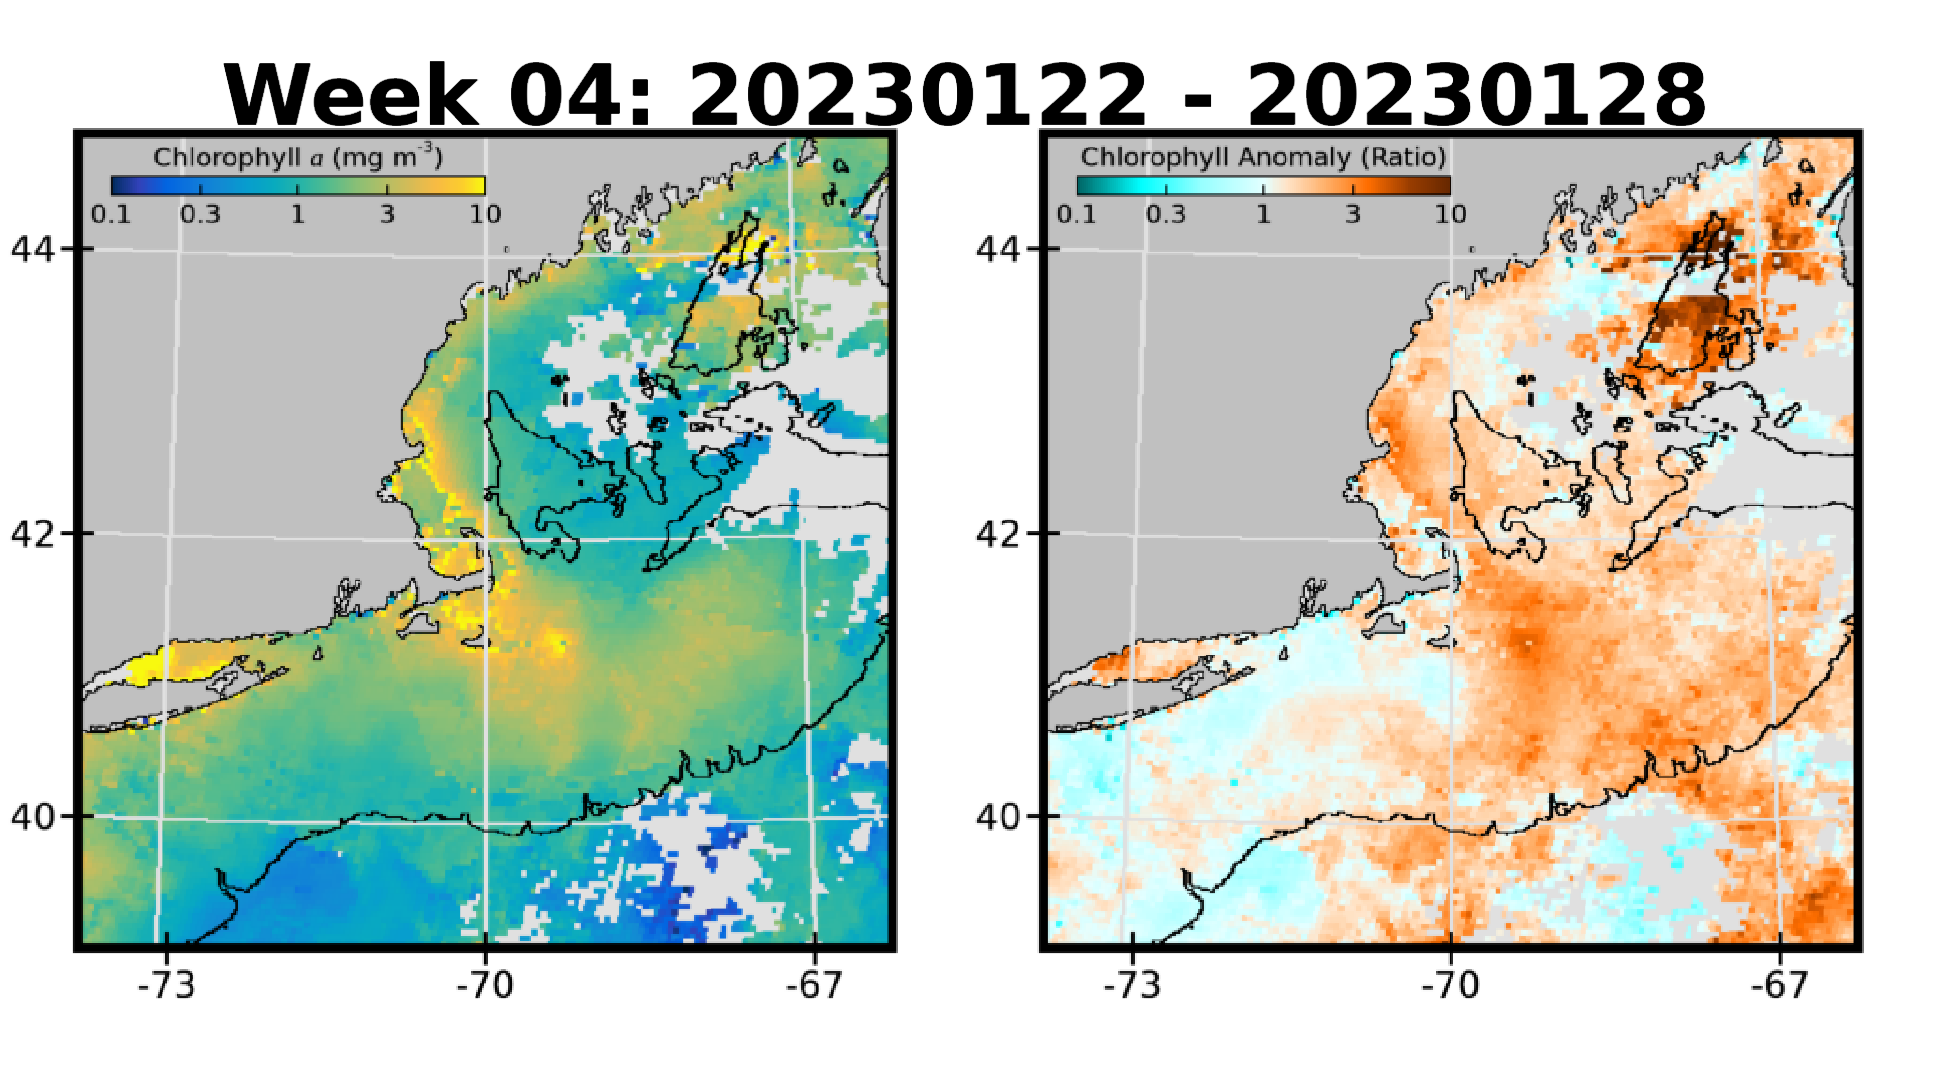 Week 04: 20230122 - 20230128
Chlorophyll a (mg m-3)
0.1 0.3 1 3 10
44
42
40
-73 -70 -67
Chlorophyll Anomaly (Ratio)
0.1 0.3 1 3 10
44
42
40
-73 -70 -67